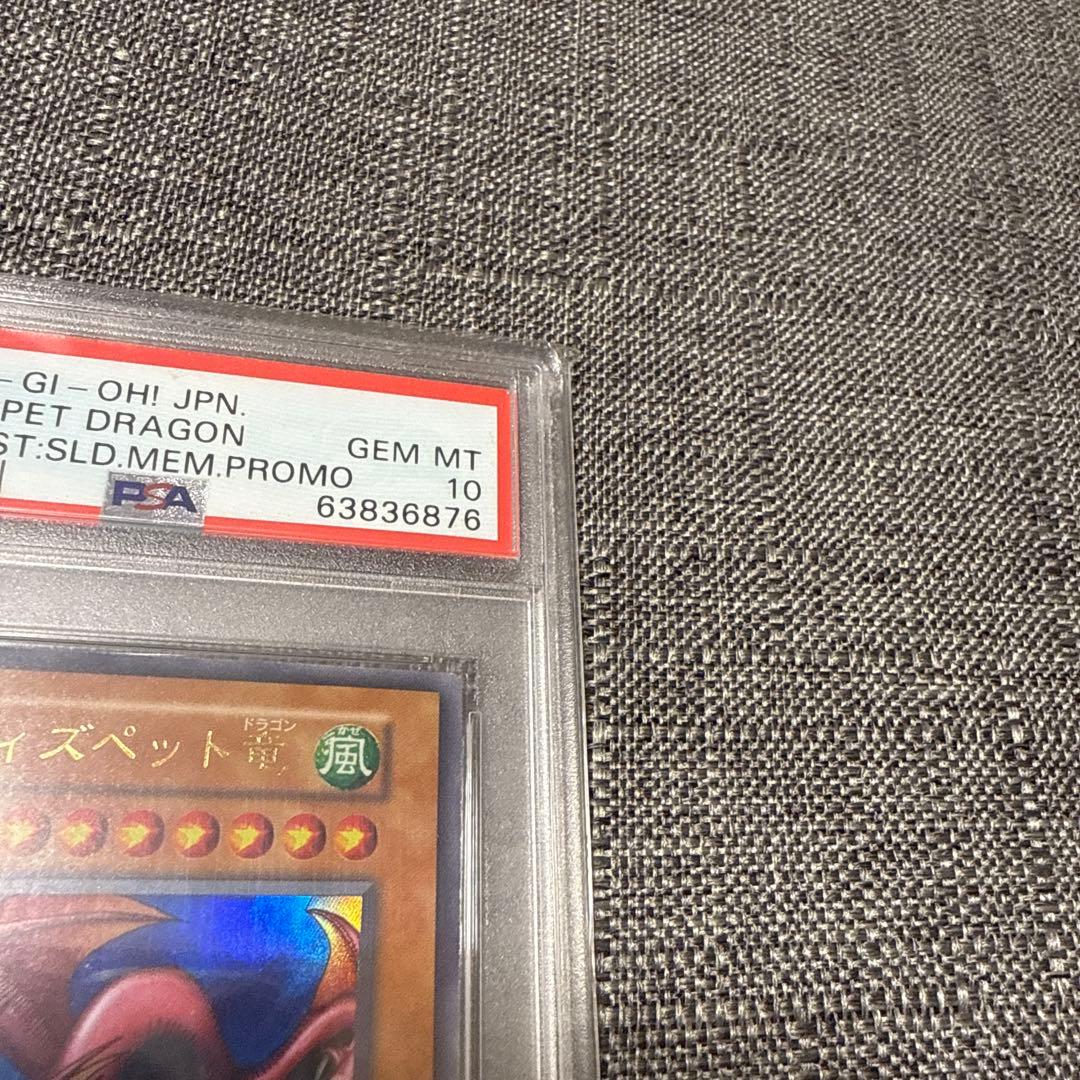 -GI-OH! JPN.
PET DRAGON
ST:SLD.MEM.PROMO
GEM MT
10
PSA
63836876
ドラゴン
ィズペット竜
かぜ
風